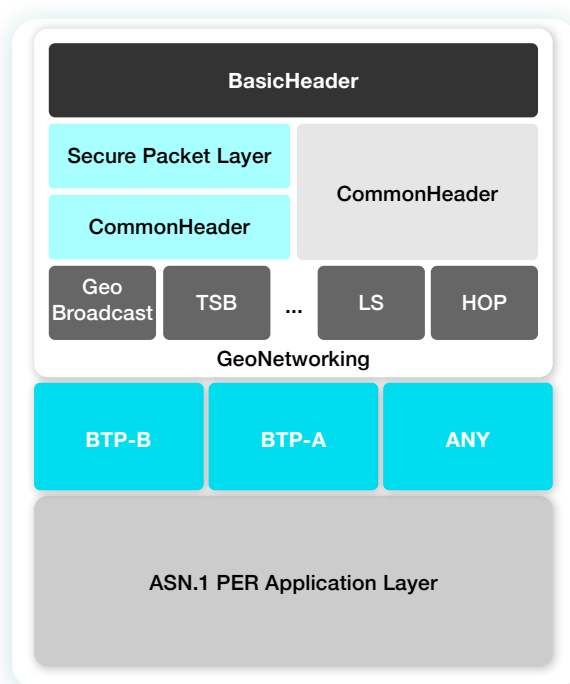 BasicHeader
Secure Packet Layer
CommonHeader
CommonHeader
Geo
Broadcast
TSB
...
LS
HOP
GeoNetworking
BTP-B
BTP-A
ANY
ASN.1 PER Application Layer